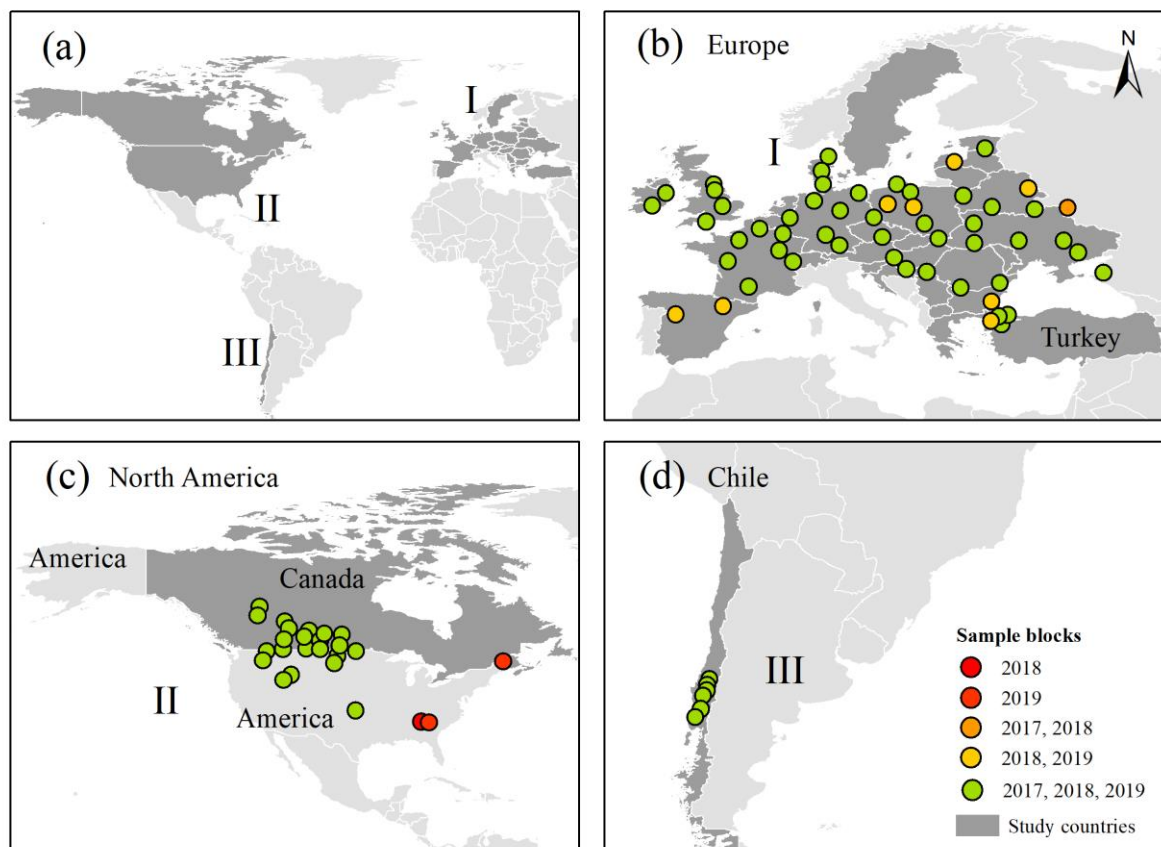 (a)
I
II
III
(b) Europe
N
I
Turkey
(c) North America
America
Canada
II
America
(d) Chile
III
Sample blocks
2018
2019
2017, 2018
2018, 2019
2017, 2018, 2019
Study countries